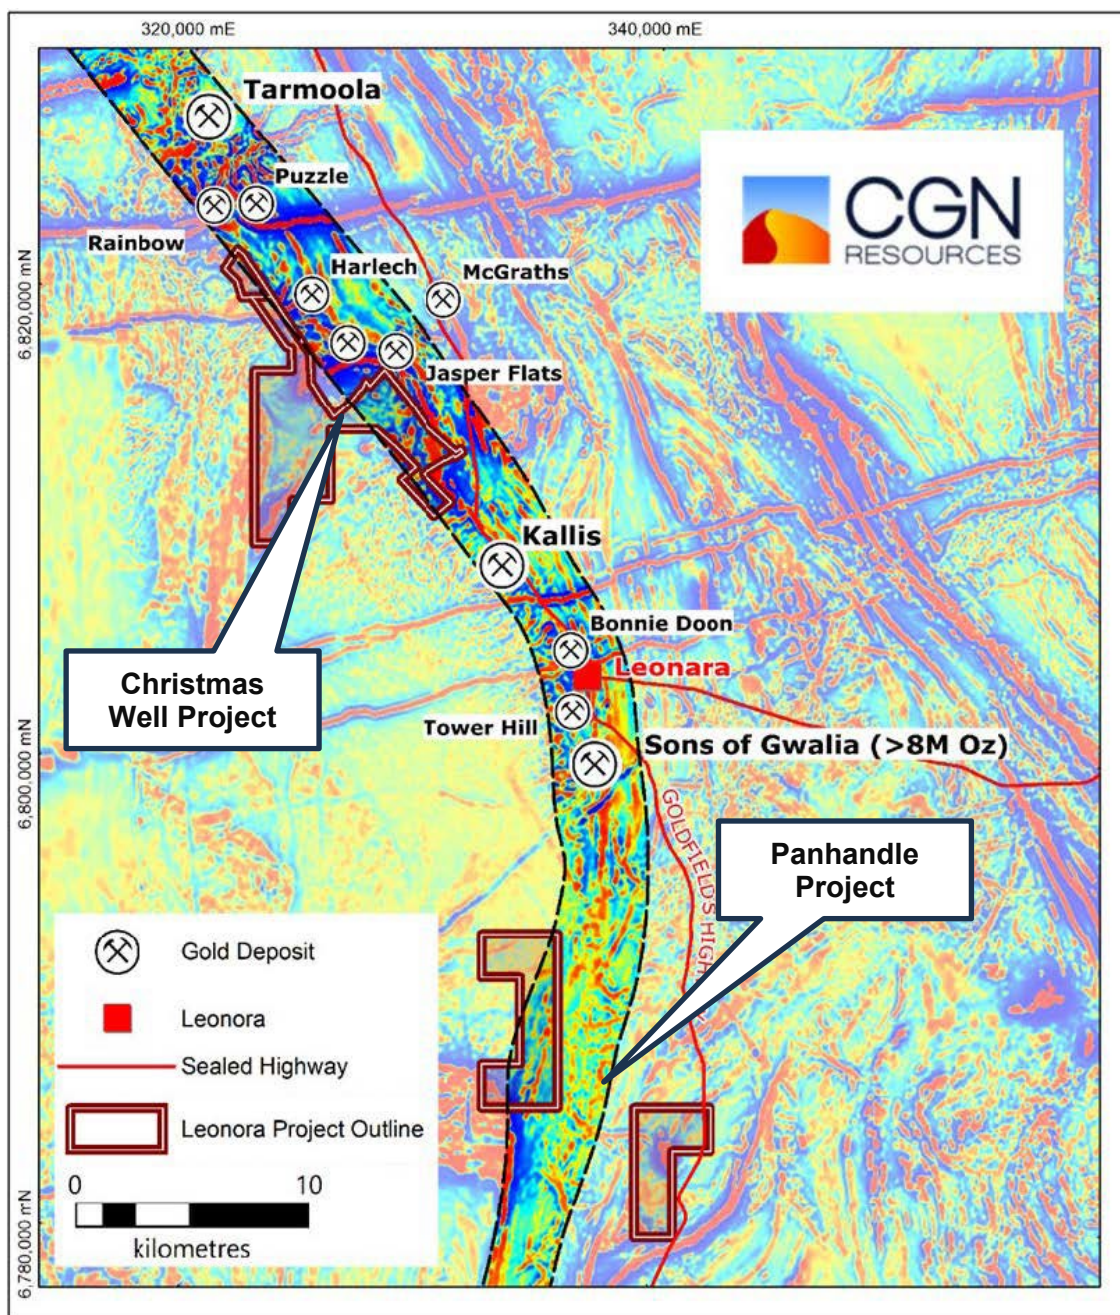 320,000 mE
340,000 mE
Tarmoola
CGN
RESOURCES
Puzzle
Rainbow
Harlech
McGraths
6,820,000 mN
Jasper Flats
Kallis
Bonnie Doon
Christmas
Well Project
Leonara
Tower Hill
Sons of Gwalia (>8M Oz)
6,800,000 mN
GOLDFIELDS HIGH
Panhandle
Project
Gold Deposit
Leonora
Sealed Highway
Leonora Project Outline
0
10
kilometres
6,780,000 mN